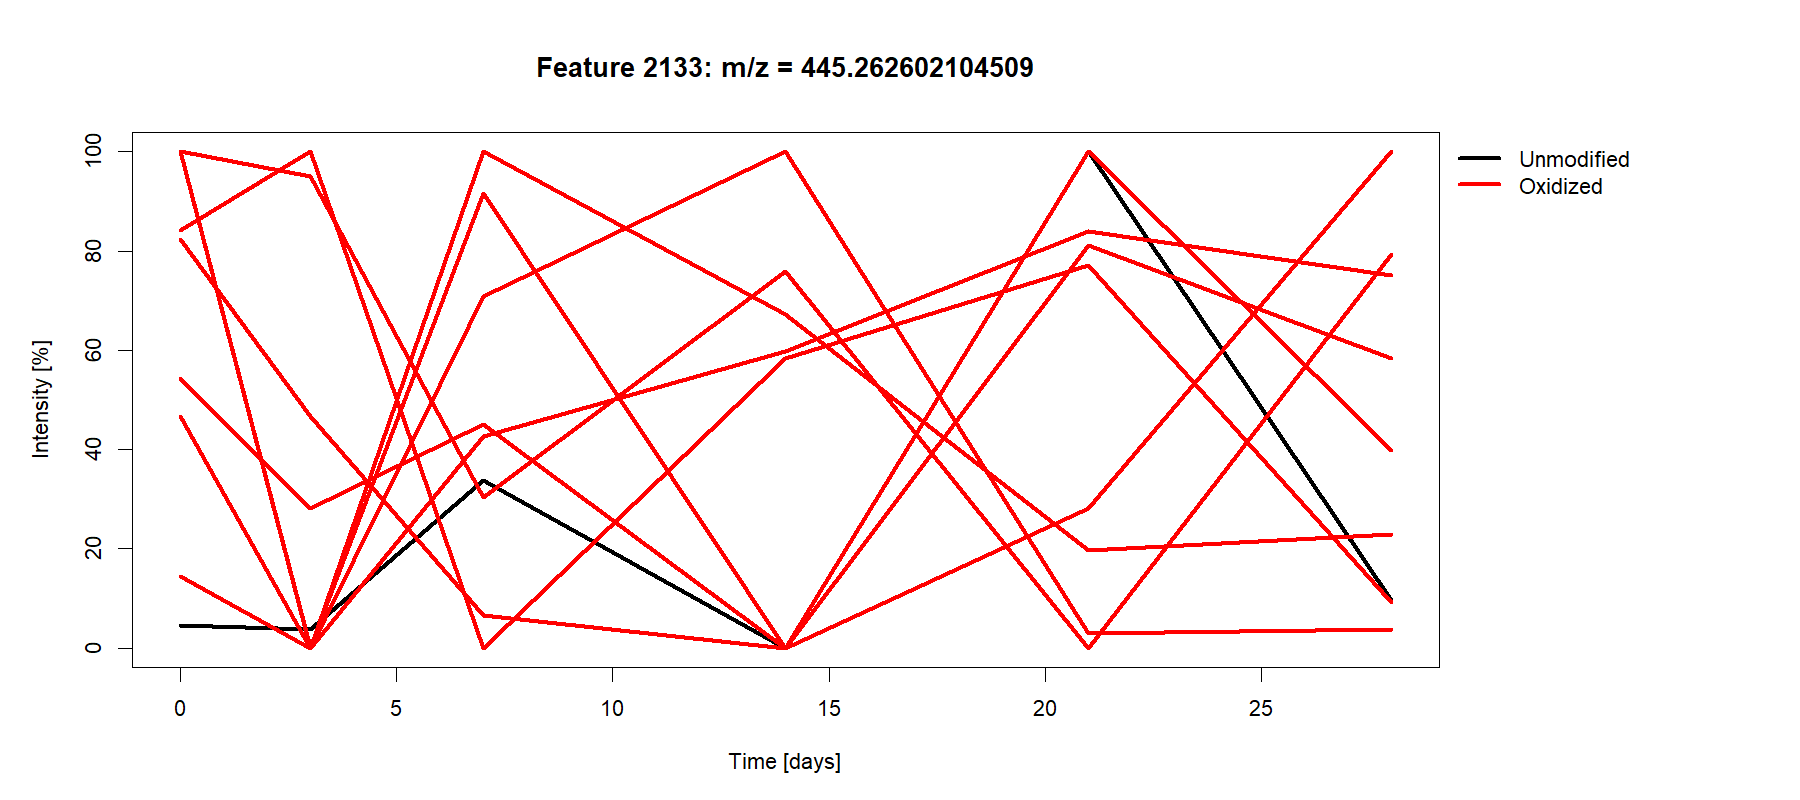 Feature 2133: m/z = 445.262602104509
Unmodified
Oxidized
Intensity [%]
100
80
60
40
20
0
0 5 10 15 20 25
Time [days]